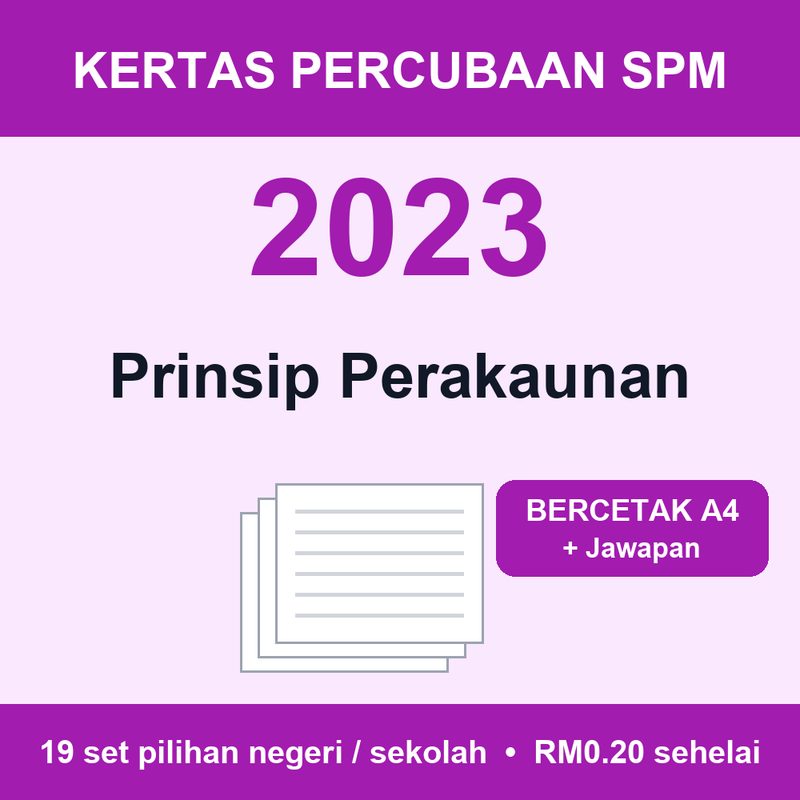 KERTAS PERCUBAAN SPM
2023
Prinsip Perakaunan
BERCETAK A4
+ Jawapan
19 set pilihan negeri / sekolah • RM0.20 sehelai